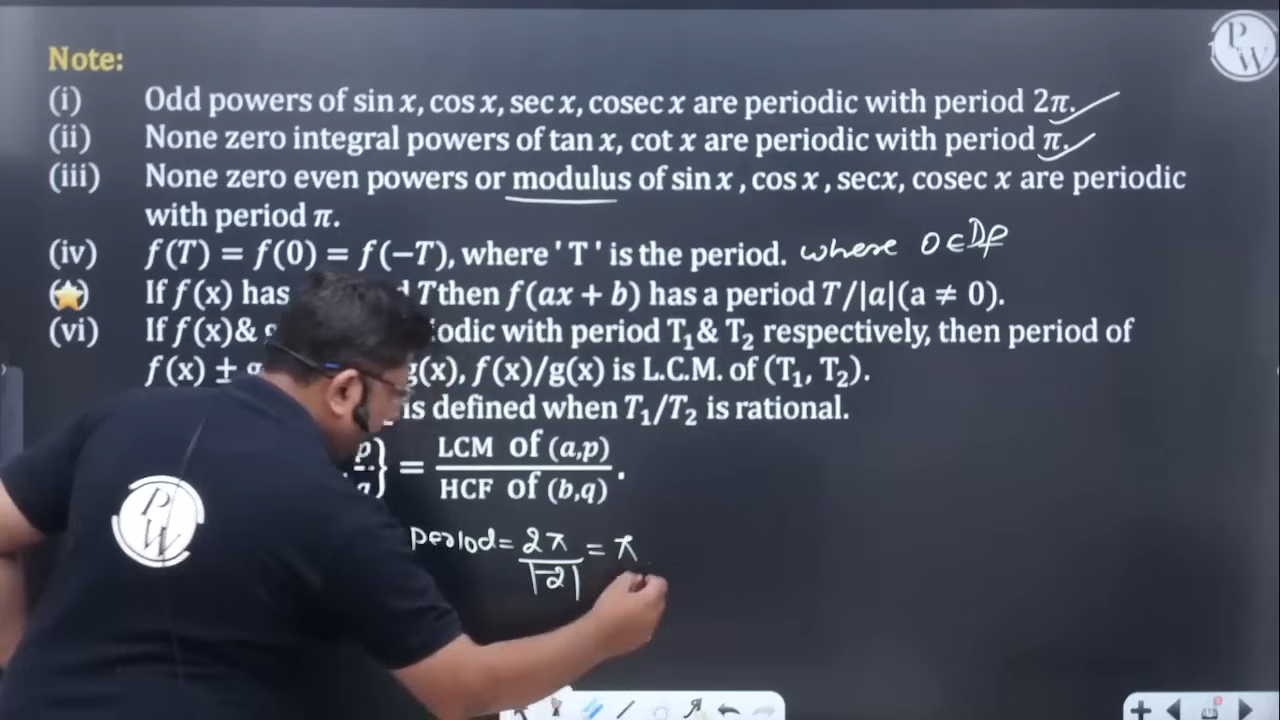 PW
Note:
(i) Odd powers of sin x, cos x, sec x, cosec x are periodic with period 2π.
(ii) None zero integral powers of tan x, cot x are periodic with period π.
(iii) None zero even powers or modulus of sin x , cos x , secx, cosec x are periodic
with period π.
(iv) f(T) = f(0) = f(−T), where 'T' is the period. where 0∈Df
If f(x) has T then f(ax + b) has a period T/|a|(a ≠ 0).
(vi) If f(x)& with period T₁& T₂ respectively, then period of
f(x) ± g(x), f(x)/g(x) is L.C.M. of (T₁, T₂).
is defined when T₁/T₂ is rational.
p/q} = LCM of (a,p) / HCF of (b,q) .
Period = 2π/|-2| = π
PW